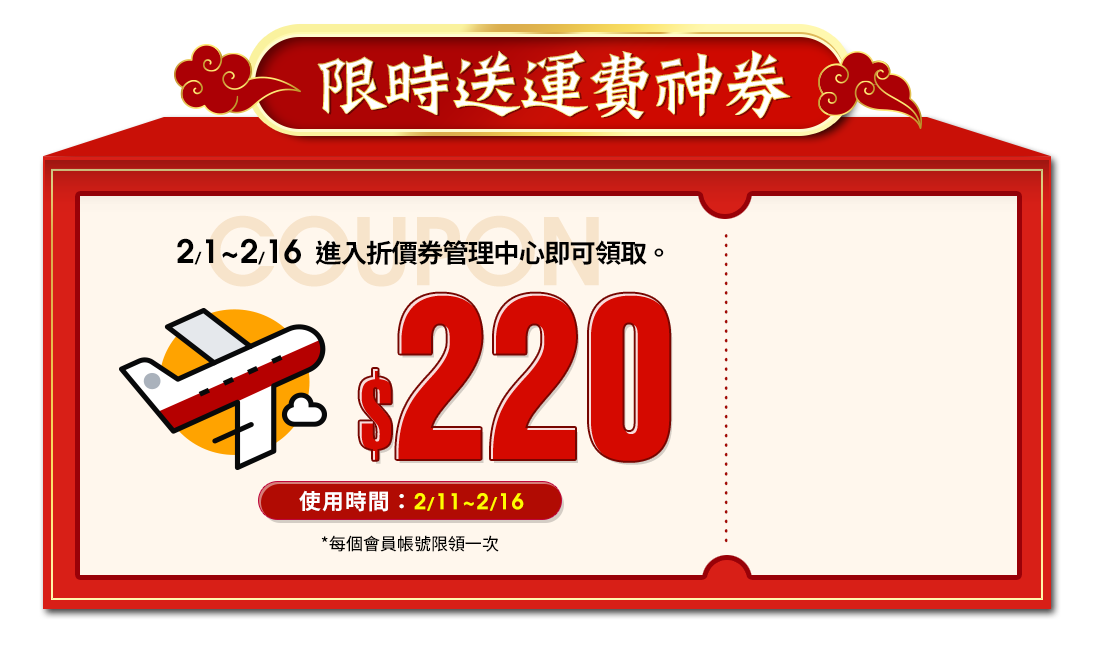 限時送運費神券
COUPON
2/1~2/16 進入折價券管理中心即可領取。
$220
使用時間：2/11~2/16
*每個會員帳號限領一次